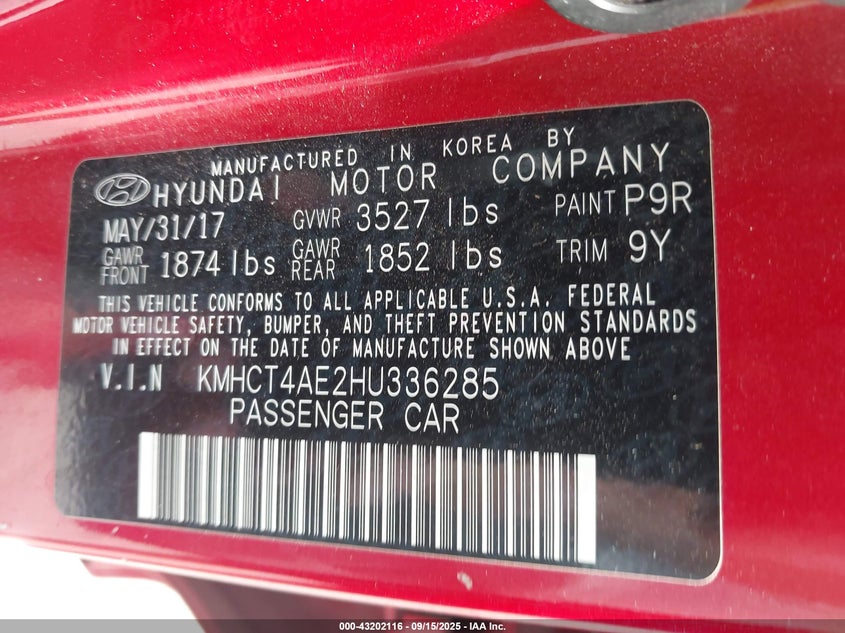 MANUFACTURED IN KOREA BY
HYUNDAI MOTOR COMPANY
MAY/31/17 GVWR 3527 lbs PAINT P9R
GAWR FRONT 1874 lbs GAWR REAR 1852 lbs TRIM 9Y
THIS VEHICLE CONFORMS TO ALL APPLICABLE U.S.A. FEDERAL
MOTOR VEHICLE SAFETY, BUMPER, AND THEFT PREVENTION STANDARDS
IN EFFECT ON THE DATE OF MANUFACTURE SHOWN ABOVE
V.I.N KMHCT4AE2HU336285
PASSENGER CAR
000-43202116 - 09/15/2025 - IAA Inc.